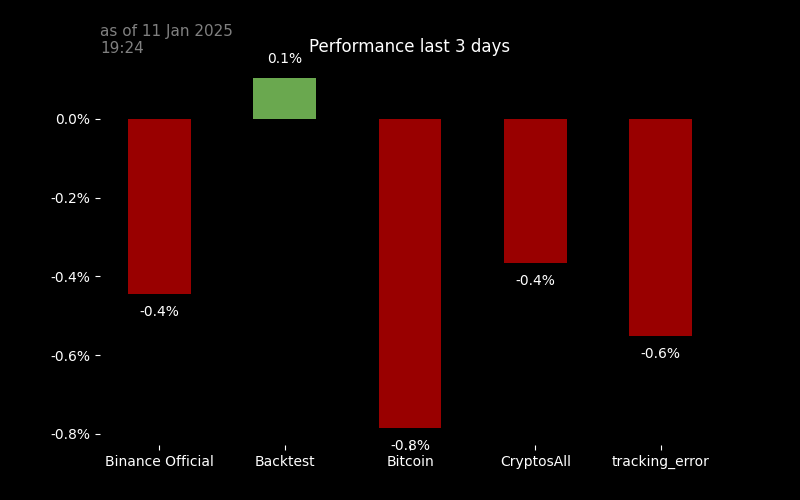 as of 11 Jan 2025
19:24
Performance last 3 days
0.1%
0.0%
-0.2%
-0.4%
-0.6%
-0.8%
-0.4%
-0.8%
-0.4%
-0.6%
Binance Official
Backtest
Bitcoin
CryptosAll
tracking_error